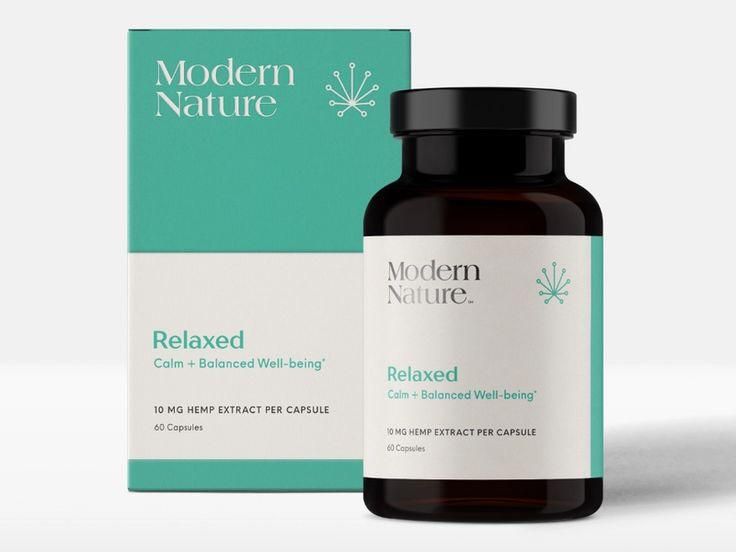 Modern
Nature
Relaxed
Calm + Balanced Well-being*
10 MG HEMP EXTRACT PER CAPSULE
60 Capsules
Modern
Nature™
Relaxed
Calm + Balanced Well-being*
10 MG HEMP EXTRACT PER CAPSULE
60 Capsules